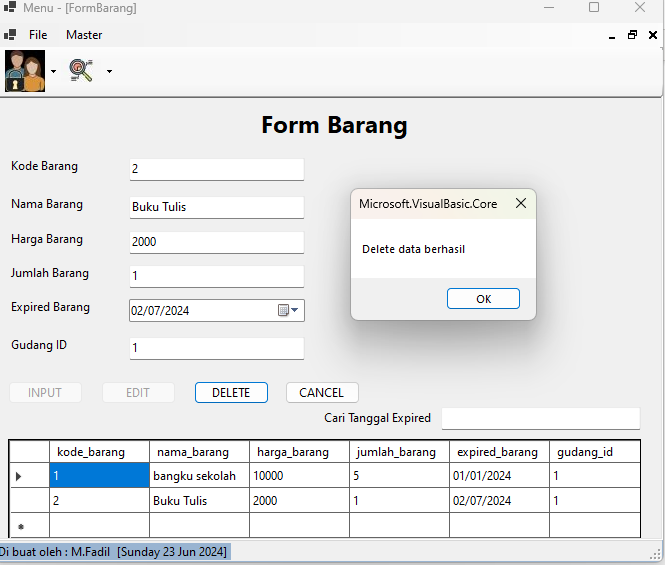 Menu - [FormBarang]
File Master
Form Barang
Kode Barang 2
Nama Barang Buku Tulis
Harga Barang 2000
Jumlah Barang 1
Expired Barang 02/07/2024
Gudang ID 1
Microsoft.VisualBasic.Core
Delete data berhasil
OK
INPUT EDIT DELETE CANCEL
Cari Tanggal Expired
kode_barang nama_barang harga_barang jumlah_barang expired_barang gudang_id
1 bangku sekolah 10000 5 01/01/2024 1
2 Buku Tulis 2000 1 02/07/2024 1
Di buat oleh : M.Fadil [Sunday 23 Jun 2024]